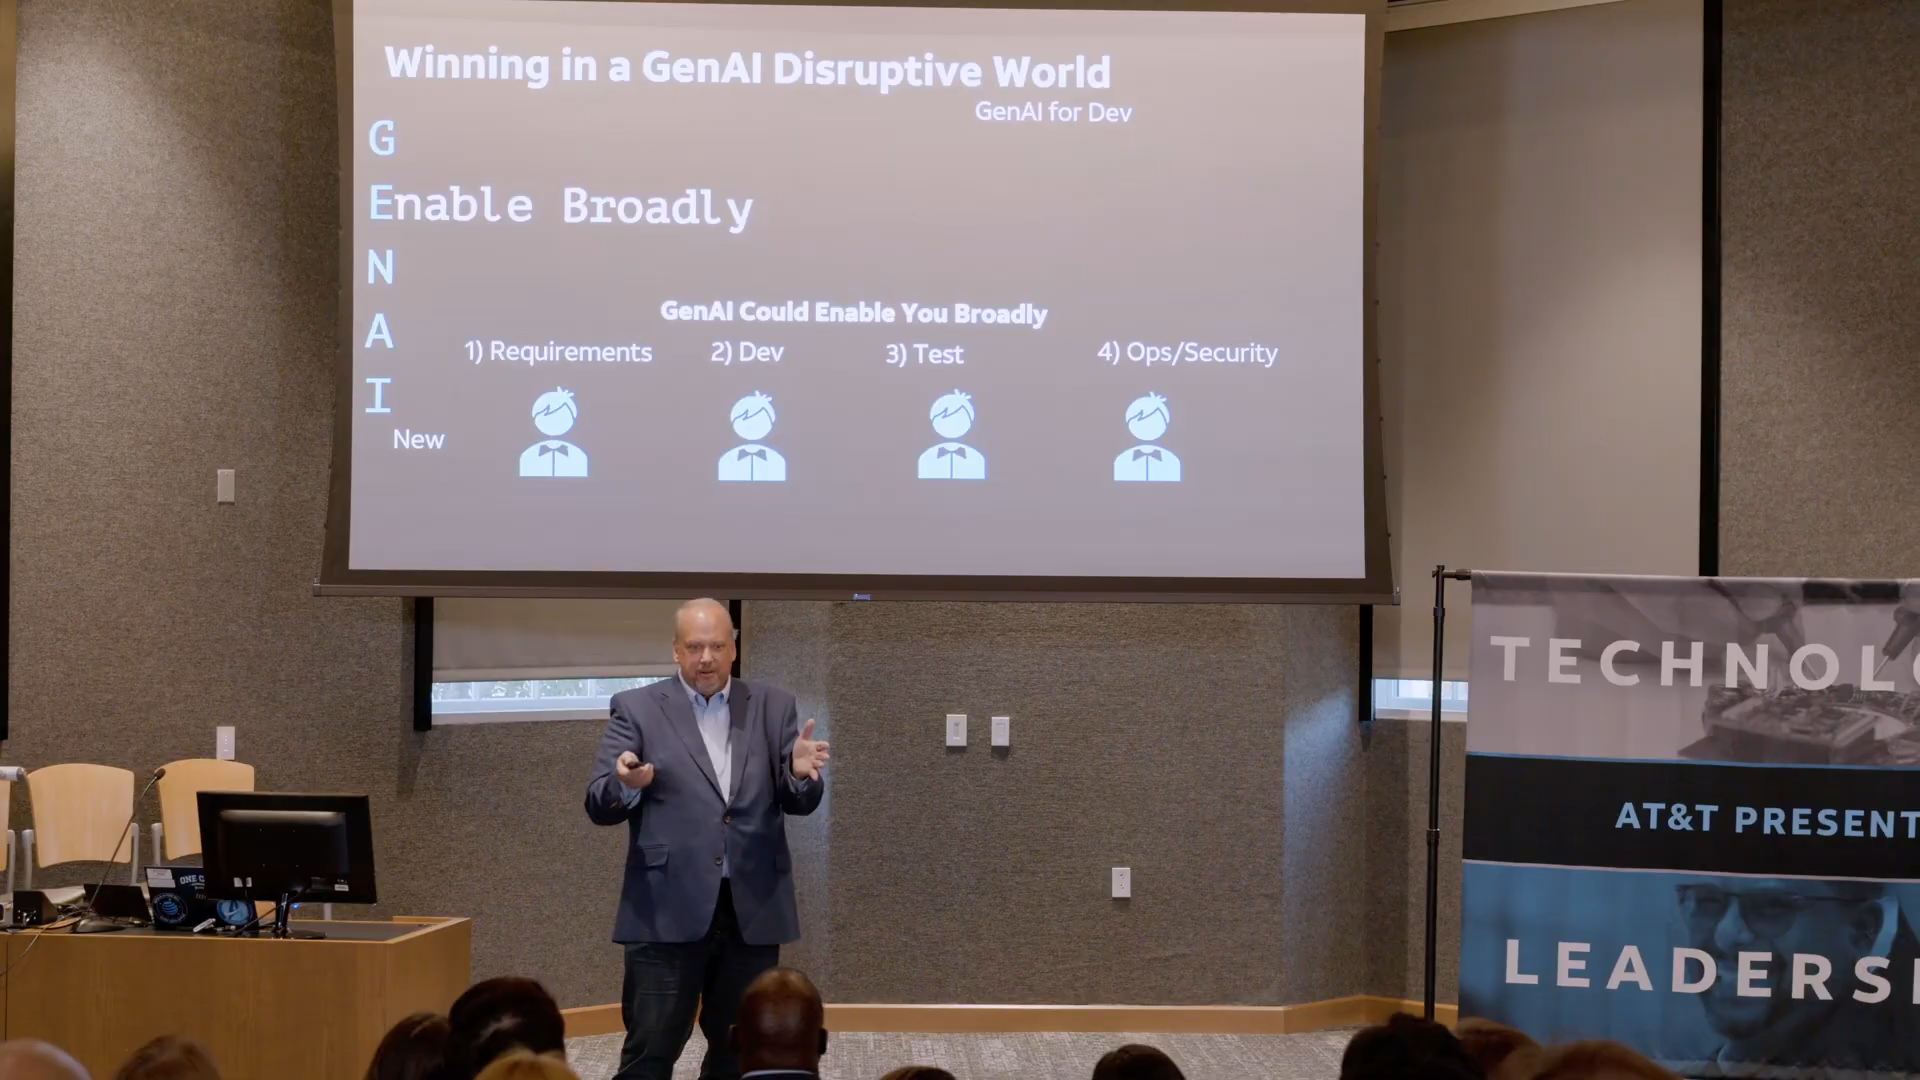 Winning in a GenAI Disruptive World
GenAI for Dev
G
Enable Broadly
N
A
I
GenAI Could Enable You Broadly
1) Requirements 2) Dev 3) Test 4) Ops/Security
New
TECHNOLO
AT&T PRESENT
LEADERS
ONE C